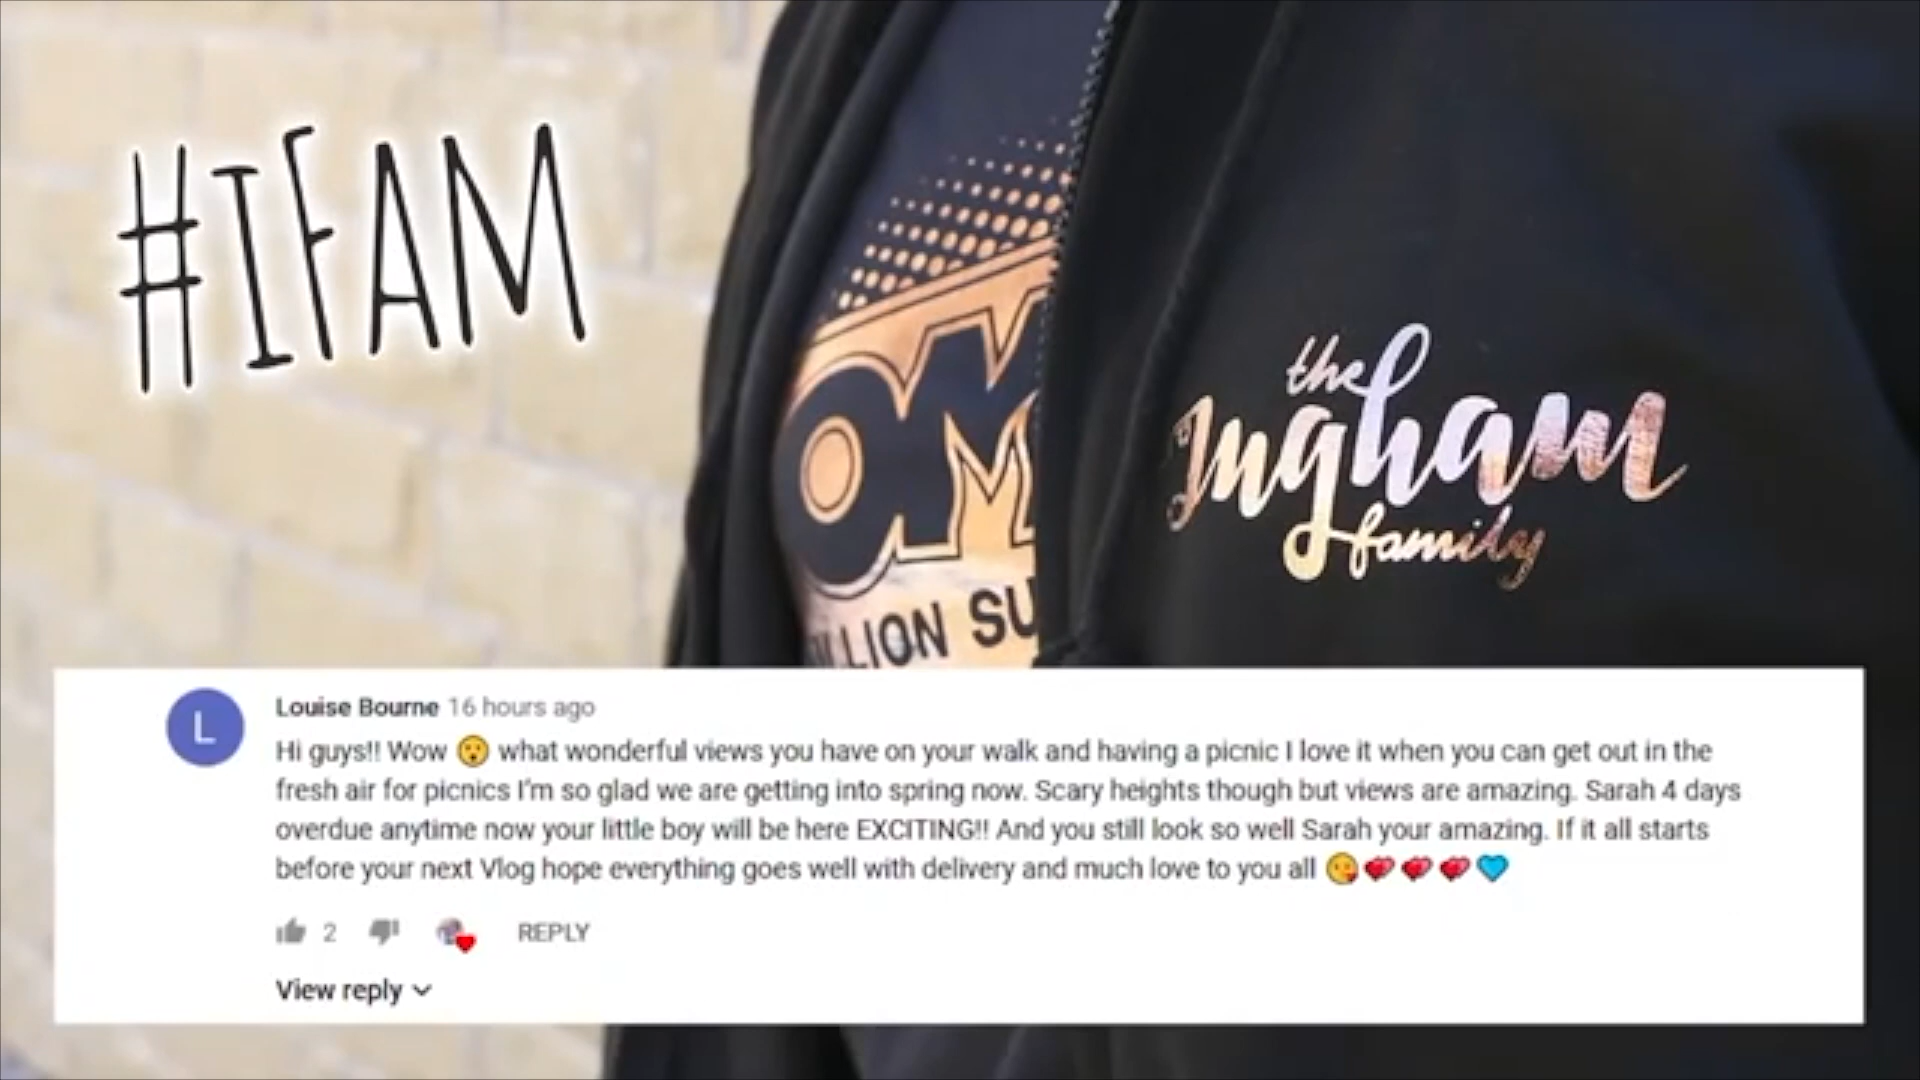 #IFAM
OM
LLION SU
the
Ingham
family
L
Louise Bourne 16 hours ago
Hi guys!! Wow 😮 what wonderful views you have on your walk and having a picnic I love it when you can get out in the
fresh air for picnics I'm so glad we are getting into spring now. Scary heights though but views are amazing. Sarah 4 days
overdue anytime now your little boy will be here EXCITING!! And you still look so well Sarah your amazing. If it all starts
before your next Vlog hope everything goes well with delivery and much love to you all 😘💕💕💕💙
2 REPLY
View reply